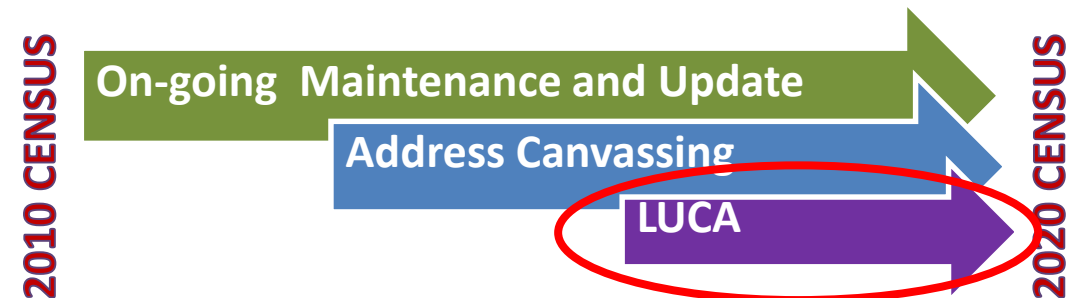 2010 CENSUS
On-going Maintenance and Update
Address Canvassing
LUCA
2020 CENSUS